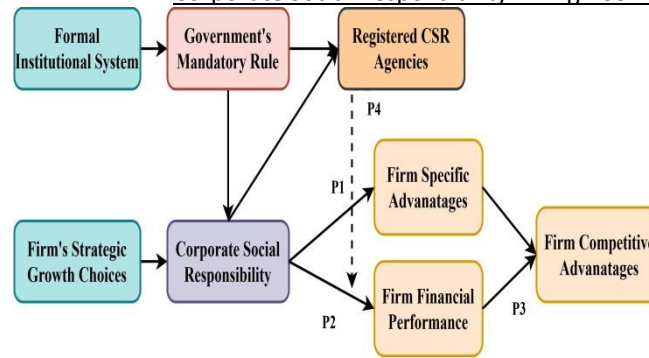 Formal
Institutional System
Government's
Mandatory Rule
Registered CSR
Agencies
P4
P1
Firm Specific
Advanatages
Firm's Strategic
Growth Choices
Corporate Social
Responsibility
Firm Competitive
Advanatages
P2
Firm Financial
Performance
P3